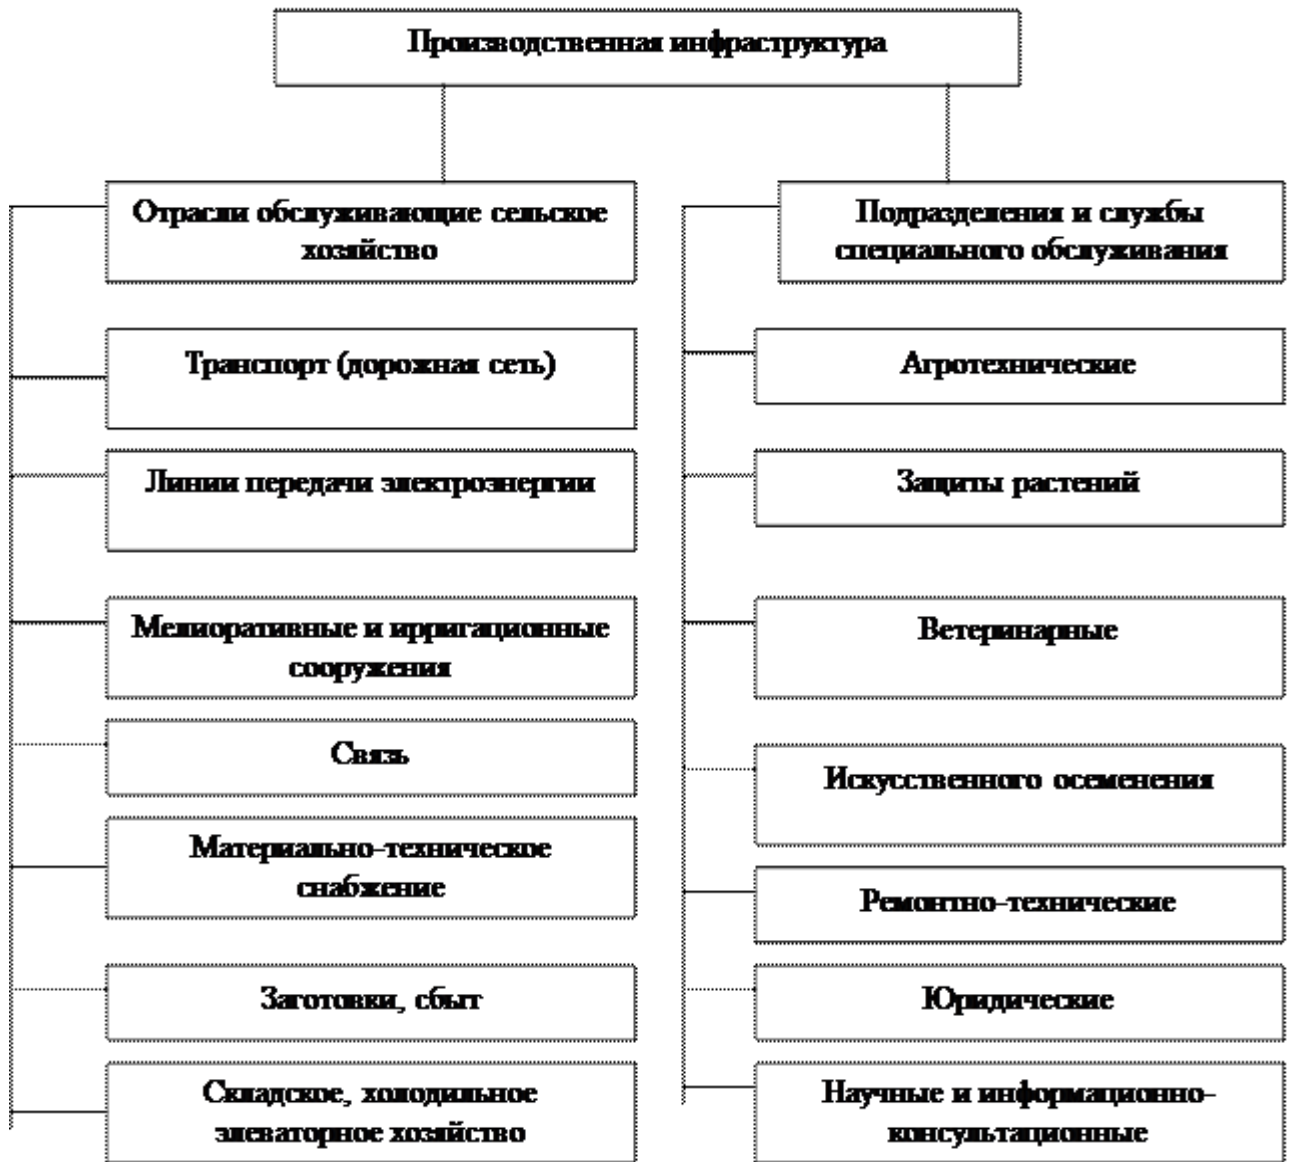 Производственная инфраструктура
Отрасли обслуживающие сельское
хозяйство
Транспорт (дорожная сеть)
Линии передачи электроэнергии
Мелиоративные и ирригационные
сооружения
Связь
Материально-техническое
снабжение
Заготовки, сбыт
Складское, холодильное
элеваторное хозяйство
Подразделения и службы
специального обслуживания
Агротехнические
Защиты растений
Ветеринарные
Искусственного осеменения
Ремонтно-технические
Юридические
Научные и информационно-
консультационные